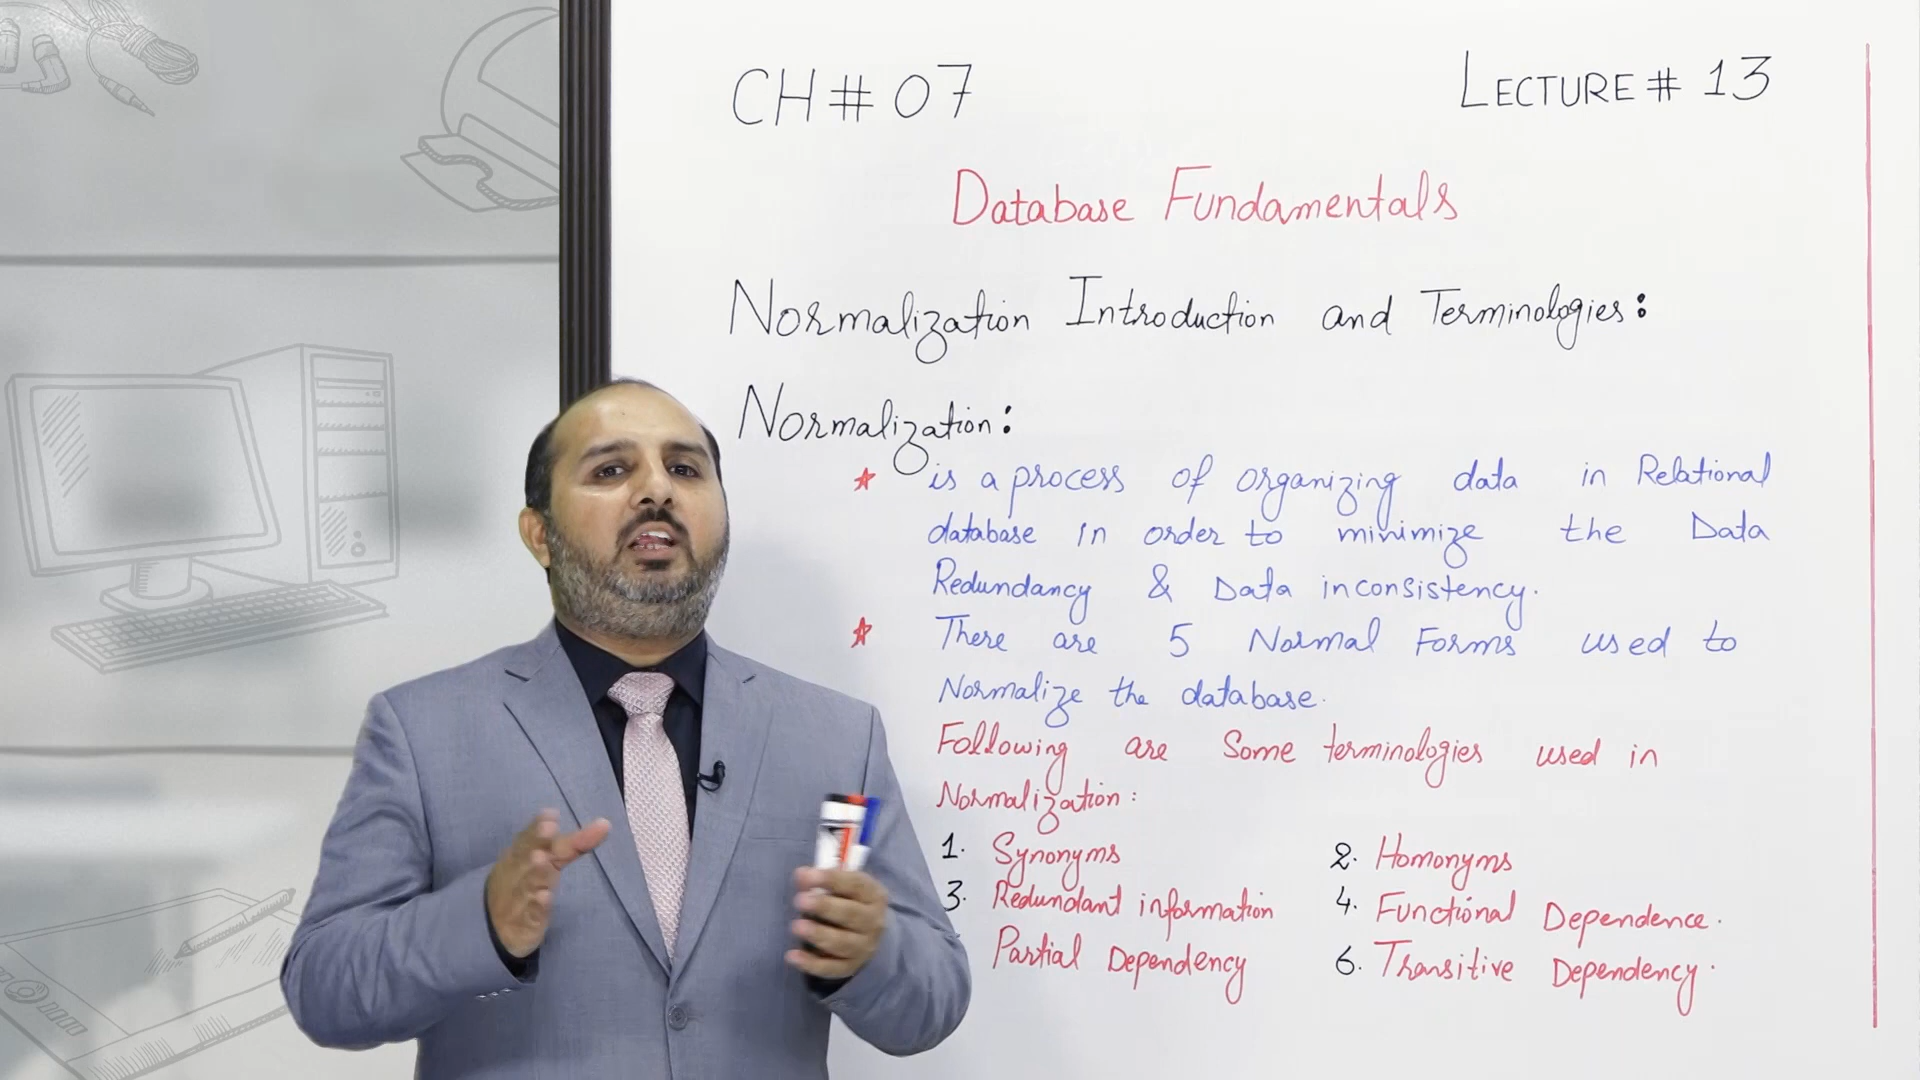 CH # 07
LECTURE # 13
Database Fundamentals
Normalization Introduction and Terminologies:
Normalization:
is a process of organizing data in Relational
database in order to minimize the Data
Redundancy & Data inconsistency.
There are 5 Normal Forms used to
Normalize the database.
Following are Some terminologies used in
Normalization:
1. Synonyms
2. Homonyms
3. Redundant information
4. Functional Dependence.
Partial Dependency
6. Transitive Dependency.